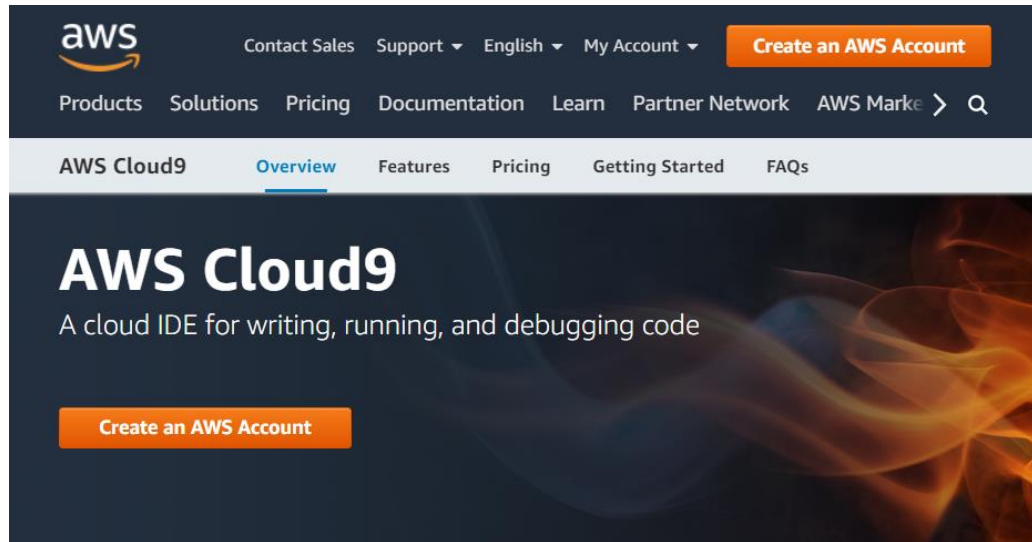 aws
Contact Sales Support English My Account Create an AWS Account
Products Solutions Pricing Documentation Learn Partner Network AWS Marke
AWS Cloud9 Overview Features Pricing Getting Started FAQs
AWS Cloud9
A cloud IDE for writing, running, and debugging code
Create an AWS Account